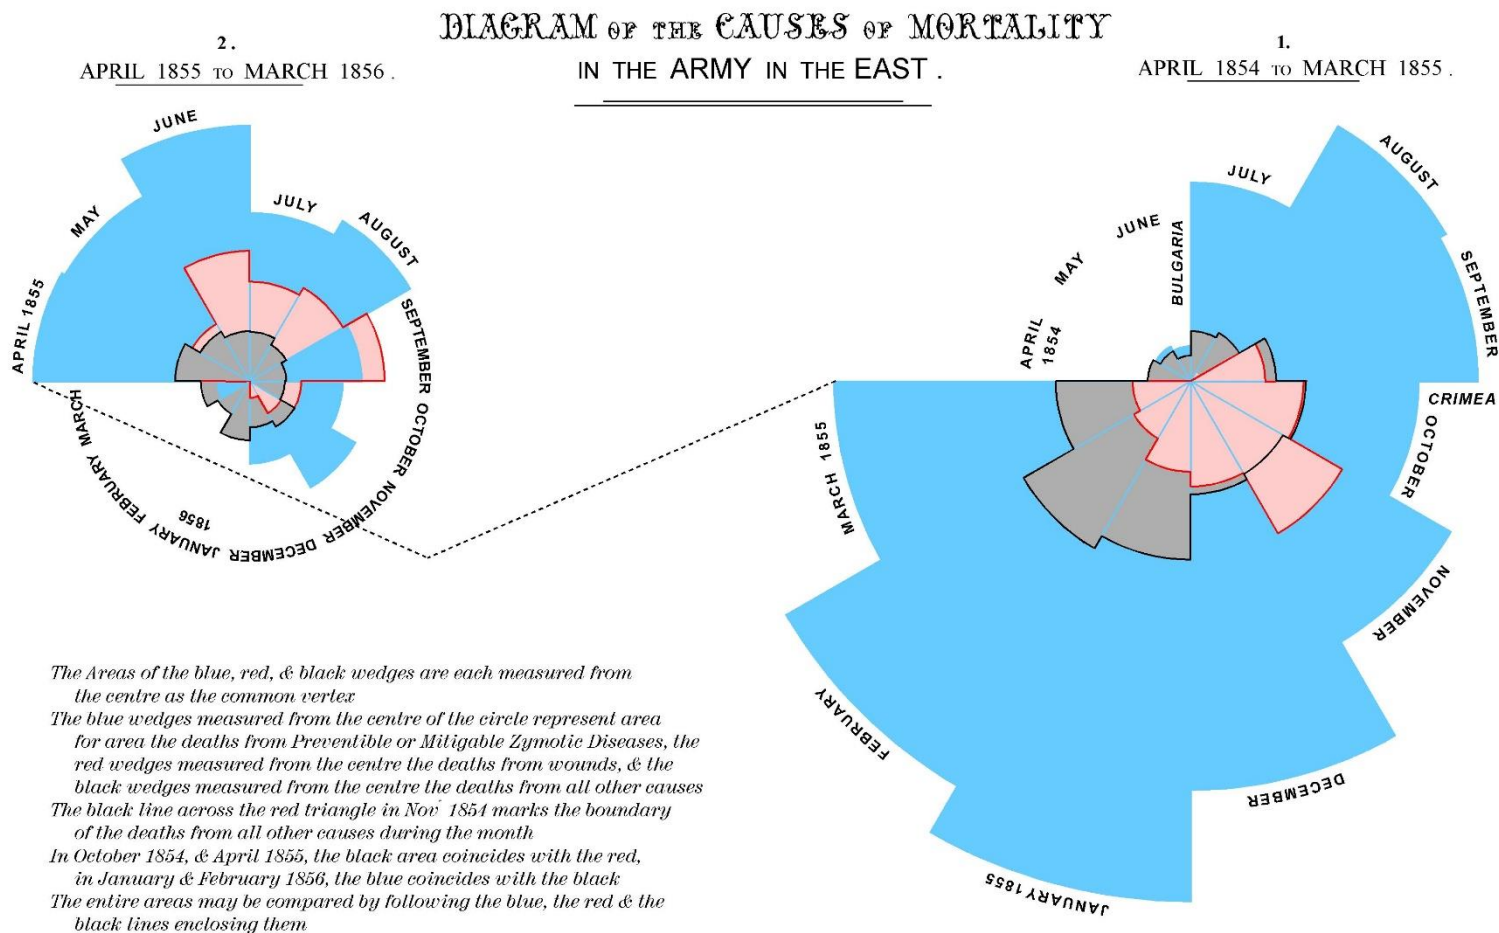 DIAGRAM OF THE CAUSES OF MORTALITY
IN THE ARMY IN THE EAST.
2.
APRIL 1855 TO MARCH 1856.
1.
APRIL 1854 TO MARCH 1855.
APRIL 1855
MAY
JUNE
JULY
AUGUST
SEPTEMBER
OCTOBER
NOVEMBER
DECEMBER
JANUARY
1856
FEBRUARY
MARCH
APRIL
1854
MAY
JUNE
BULGARIA
JULY
AUGUST
SEPTEMBER
CRIMEA
OCTOBER
NOVEMBER
DECEMBER
JANUARY 1855
FEBRUARY
MARCH 1855
The Areas of the blue, red, & black wedges are each measured from
the centre as the common vertex
The blue wedges measured from the centre of the circle represent area
for area the deaths from Preventible or Mitigable Zymotic Diseases, the
red wedges measured from the centre the deaths from wounds, & the
black wedges measured from the centre the deaths from all other causes
The black line across the red triangle in Nov' 1854 marks the boundary
of the deaths from all other causes during the month
In October 1854, & April 1855, the black area coincides with the red,
in January & February 1856, the blue coincides with the black
The entire areas may be compared by following the blue, the red & the
black lines enclosing them